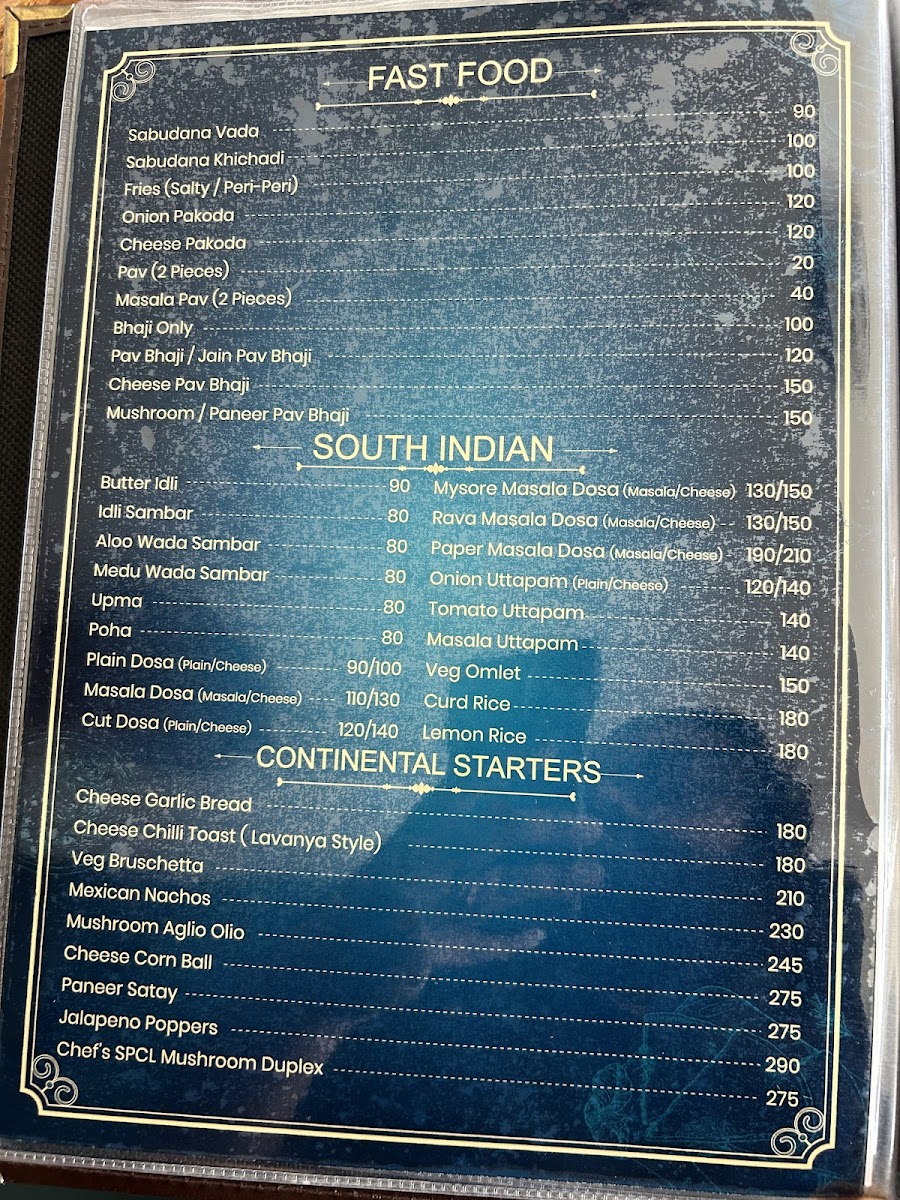 FAST FOOD
Sabudana Vada 90
Sabudana Khichadi 100
Fries (Salty / Peri-Peri) 100
Onion Pakoda 120
Cheese Pakoda 120
Pav (2 Pieces) 20
Masala Pav (2 Pieces) 40
Bhaji Only 100
Pav Bhaji / Jain Pav Bhaji 120
Cheese Pav Bhaji 150
Mushroom / Paneer Pav Bhaji 150
SOUTH INDIAN
Butter Idli 90
Idli Sambar 80
Aloo Wada Sambar 80
Medu Wada Sambar 80
Upma 80
Poha 80
Plain Dosa (Plain/Cheese) 90/100
Masala Dosa (Masala/Cheese) 110/130
Cut Dosa (Plain/Cheese) 120/140
Mysore Masala Dosa (Masala/Cheese) 130/150
Rava Masala Dosa (Masala/Cheese) 130/150
Paper Masala Dosa (Masala/Cheese) 190/210
Onion Uttapam (Plain/Cheese) 120/140
Tomato Uttapam 140
Masala Uttapam 140
Veg Omlet 150
Curd Rice 180
Lemon Rice 180
CONTINENTAL STARTERS
Cheese Garlic Bread 180
Cheese Chilli Toast ( Lavanya Style) 180
Veg Bruschetta 210
Mexican Nachos 230
Mushroom Aglio Olio 245
Cheese Corn Ball 275
Paneer Satay 275
Jalapeno Poppers 290
Chef's SPCL Mushroom Duplex 275